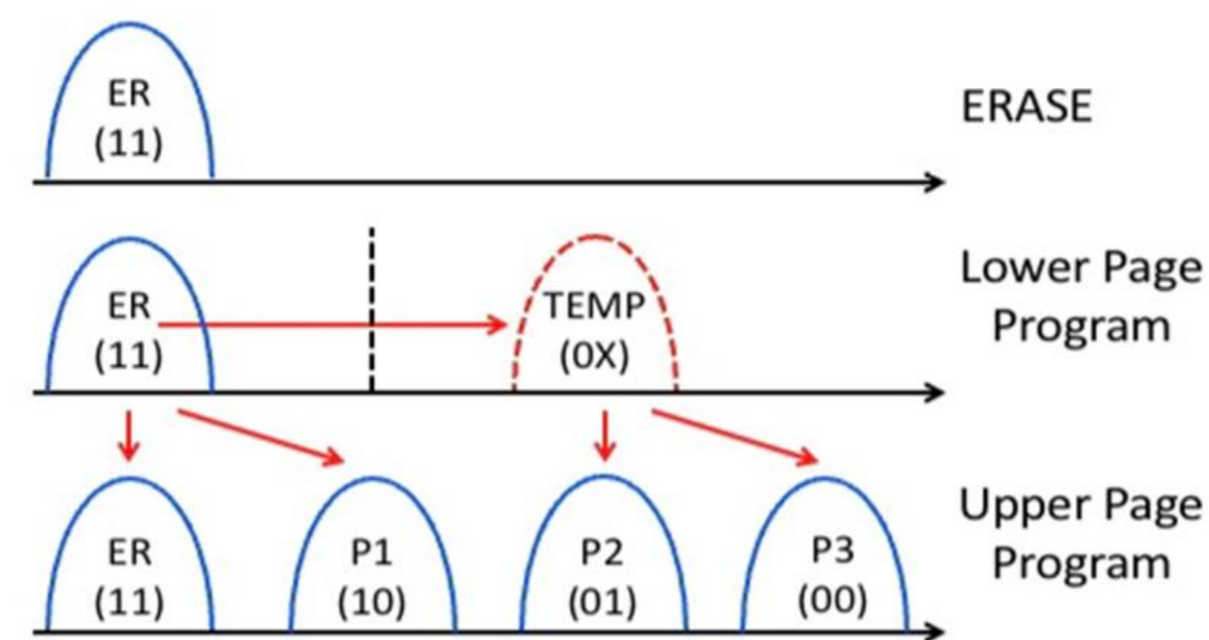 ER
(11)
ERASE
ER
(11)
TEMP
(0X)
Lower Page
Program
ER
(11)
P1
(10)
P2
(01)
P3
(00)
Upper Page
Program